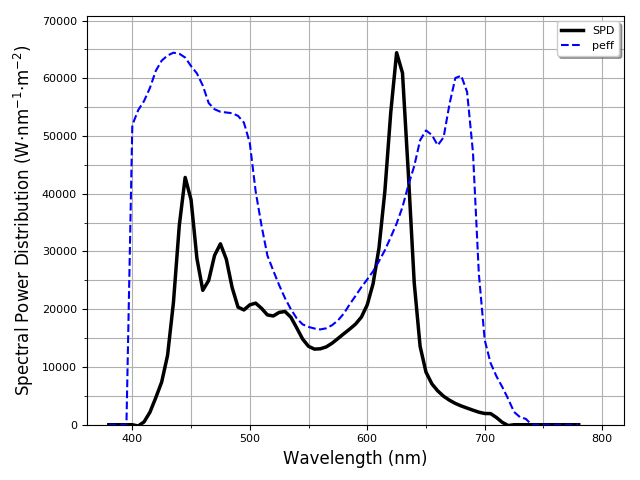 70000
60000
50000
40000
30000
20000
10000
0
Spectral Power Distribution (W·nm⁻¹·m⁻²)
SPD
peff
400 500 600 700 800
Wavelength (nm)